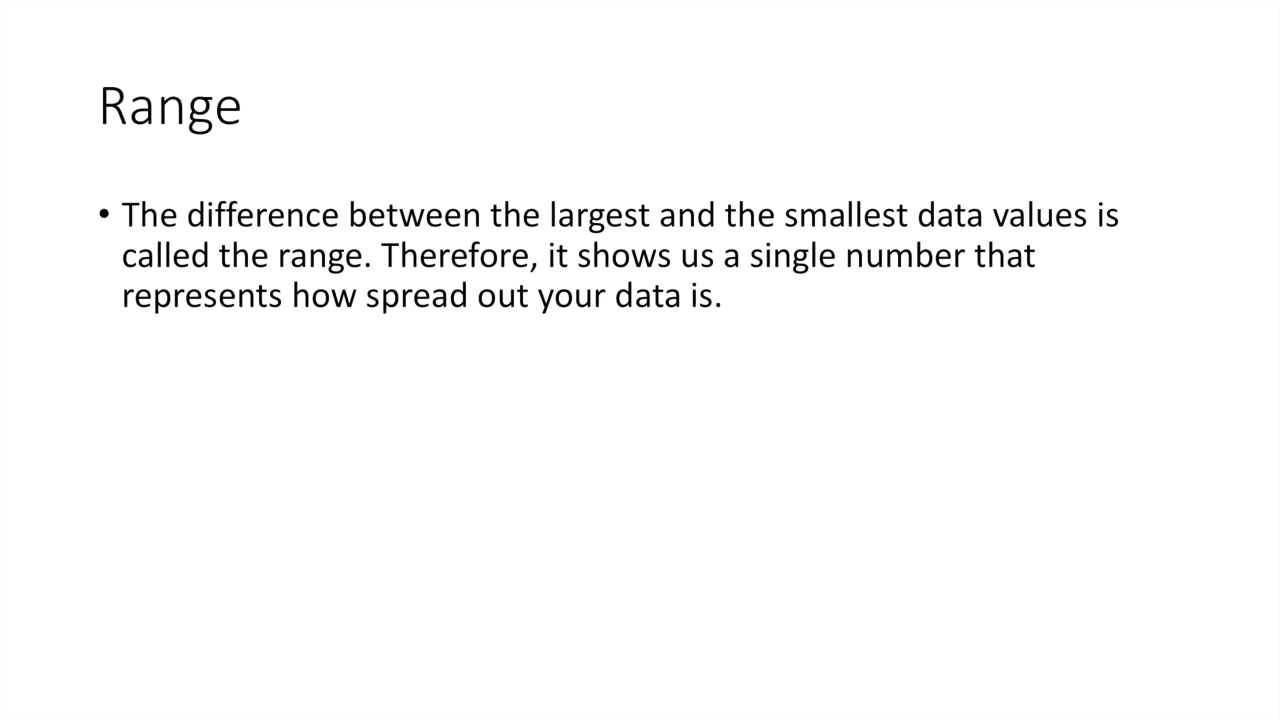 Range
• The difference between the largest and the smallest data values is
called the range. Therefore, it shows us a single number that
represents how spread out your data is.